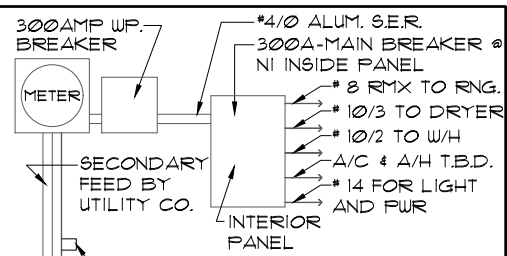 300AMP WP.
BREAKER
#4/0 ALUM. S.E.R.
300A-MAIN BREAKER @
NI INSIDE PANEL
METER
# 8 RMX TO RNG.
# 10/3 TO DRYER
# 10/2 TO W/H
A/C & A/H T.B.D.
# 14 FOR LIGHT
AND PWR
SECONDARY
FEED BY
UTILITY CO.
INTERIOR
PANEL